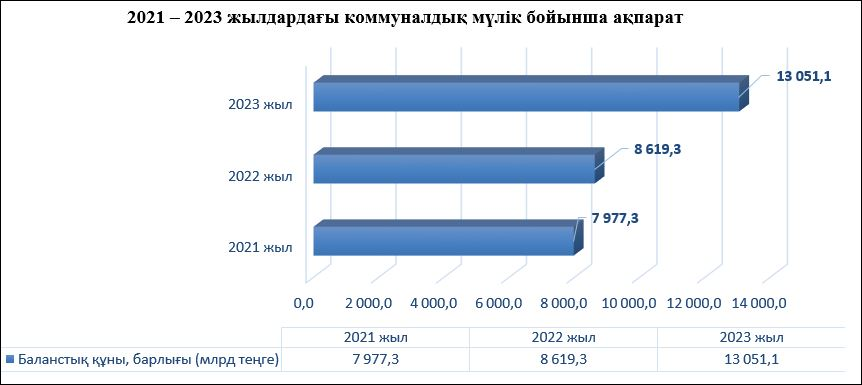 2021 – 2023 жылдардағы коммуналдық мүлік бойынша ақпарат
2023 жыл
13 051,1
2022 жыл
8 619,3
2021 жыл
7 977,3
0,0 2 000,0 4 000,0 6 000,0 8 000,0 10 000,0 12 000,0 14 000,0
2021 жыл 2022 жыл 2023 жыл
Баланстық құны, барлығы (млрд теңге) 7 977,3 8 619,3 13 051,1